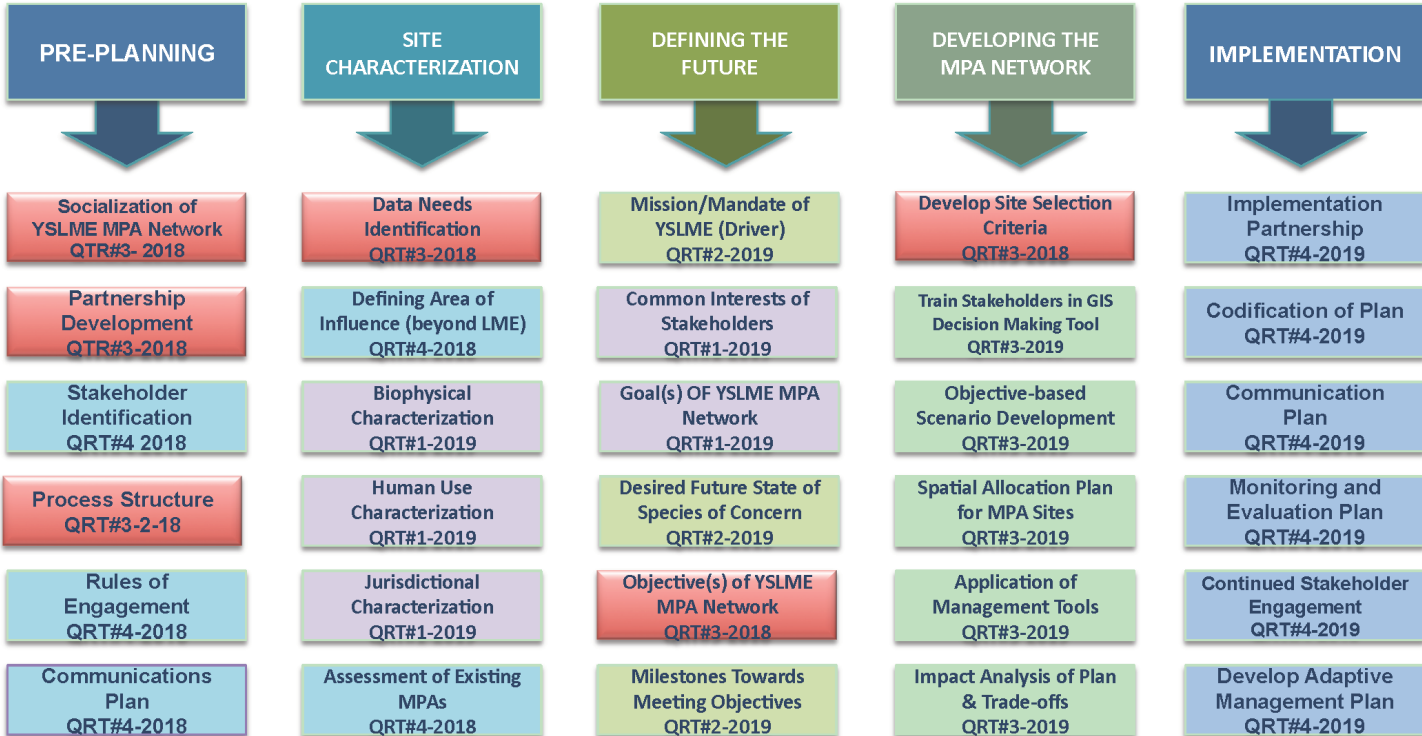 PRE-PLANNING
Socialization of
YSLME MPA Network
QTR#3- 2018
Partnership
Development
QTR#3-2018
Stakeholder
Identification
QRT#4 2018
Process Structure
QRT#3-2-18
Rules of
Engagement
QRT#4-2018
Communications
Plan
QRT#4-2018
SITE
CHARACTERIZATION
Data Needs
Identification
QRT#3-2018
Defining Area of
Influence (beyond LME)
QRT#4-2018
Biophysical
Characterization
QRT#1-2019
Human Use
Characterization
QRT#1-2019
Jurisdictional
Characterization
QRT#1-2019
Assessment of Existing
MPAs
QRT#4-2018
DEFINING THE
FUTURE
Mission/Mandate of
YSLME (Driver)
QRT#2-2019
Common Interests of
Stakeholders
QRT#1-2019
Goal(s) OF YSLME MPA
Network
QRT#1-2019
Desired Future State of
Species of Concern
QRT#2-2019
Objective(s) of YSLME
MPA Network
QRT#3-2018
Milestones Towards
Meeting Objectives
QRT#2-2019
DEVELOPING THE
MPA NETWORK
Develop Site Selection
Criteria
QRT#3-2018
Train Stakeholders in GIS
Decision Making Tool
QRT#3-2019
Objective-based
Scenario Development
QRT#3-2019
Spatial Allocation Plan
for MPA Sites
QRT#3-2019
Application of
Management Tools
QRT#3-2019
Impact Analysis of Plan
& Trade-offs
QRT#3-2019
IMPLEMENTATION
Implementation
Partnership
QRT#4-2019
Codification of Plan
QRT#4-2019
Communication
Plan
QRT#4-2019
Monitoring and
Evaluation Plan
QRT#4-2019
Continued Stakeholder
Engagement
QRT#4-2019
Develop Adaptive
Management Plan
QRT#4-2019